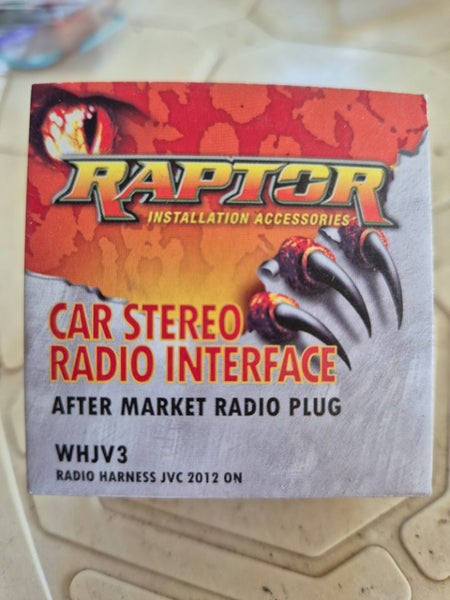 RAPTOR
INSTALLATION ACCESSORIES
CAR STEREO
RADIO INTERFACE
AFTER MARKET RADIO PLUG
WHJV3
RADIO HARNESS JVC 2012 ON